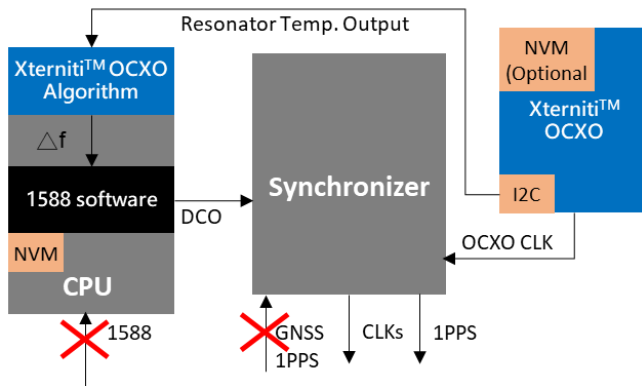 Resonator Temp. Output
Xterniti™ OCXO
Algorithm
△f
1588 software
NVM
CPU
1588
DCO
Synchronizer
GNSS
1PPS
CLKs
1PPS
NVM
(Optional
Xterniti™
OCXO
I2C
OCXO CLK